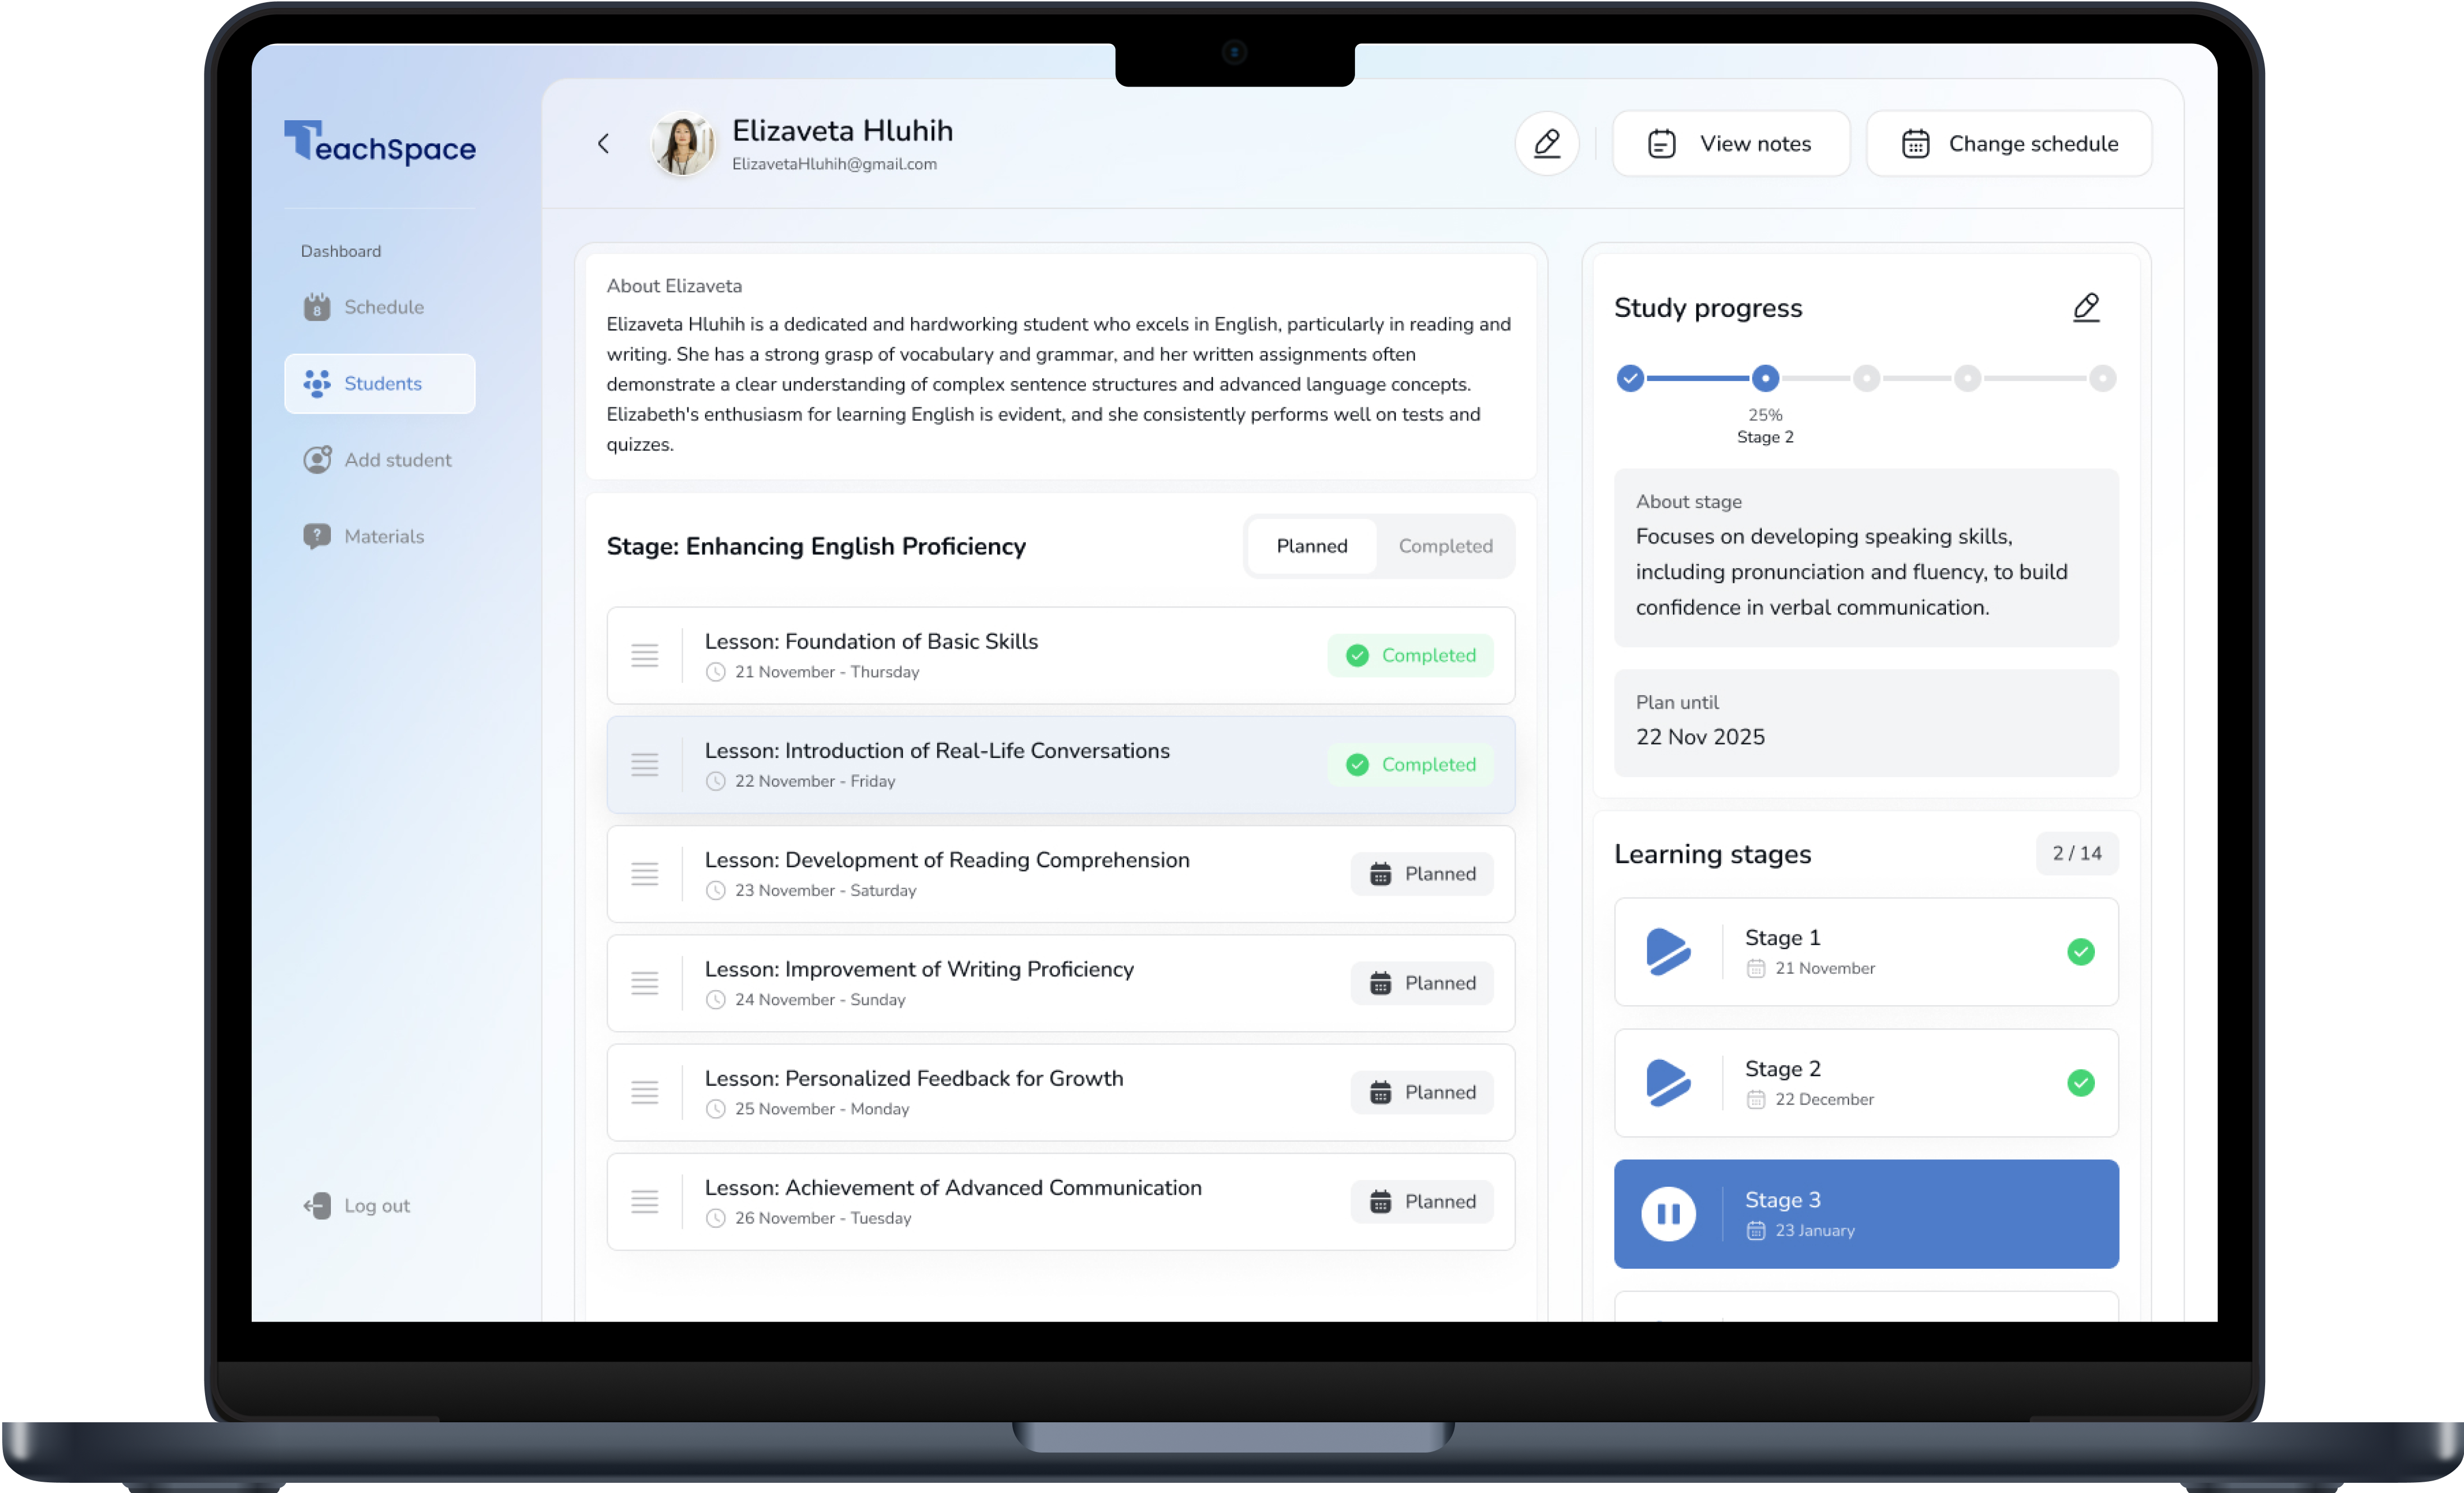 TeachSpace
Dashboard
8
Schedule
Students
Add student
?
Materials
Log out
Elizaveta Hluhih
ElizavetaHluhih@gmail.com
View notes
Change schedule
About Elizaveta
Elizaveta Hluhih is a dedicated and hardworking student who excels in English, particularly in reading and
writing. She has a strong grasp of vocabulary and grammar, and her written assignments often
demonstrate a clear understanding of complex sentence structures and advanced language concepts.
Elizabeth's enthusiasm for learning English is evident, and she consistently performs well on tests and
quizzes.
Stage: Enhancing English Proficiency
Planned
Completed
Lesson: Foundation of Basic Skills
21 November - Thursday
Completed
Lesson: Introduction of Real-Life Conversations
22 November - Friday
Completed
Lesson: Development of Reading Comprehension
23 November - Saturday
Planned
Lesson: Improvement of Writing Proficiency
24 November - Sunday
Planned
Lesson: Personalized Feedback for Growth
25 November - Monday
Planned
Lesson: Achievement of Advanced Communication
26 November - Tuesday
Planned
Study progress
25%
Stage 2
About stage
Focuses on developing speaking skills,
including pronunciation and fluency, to build
confidence in verbal communication.
Plan until
22 Nov 2025
Learning stages
2 / 14
Stage 1
21 November
Stage 2
22 December
Stage 3
23 January